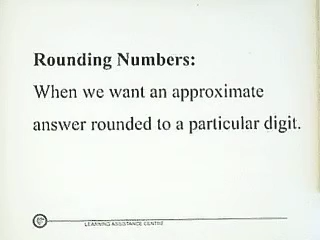 Rounding Numbers:
When we want an approximate
answer rounded to a particular digit.
LEARNING ASSISTANCE CENTRE